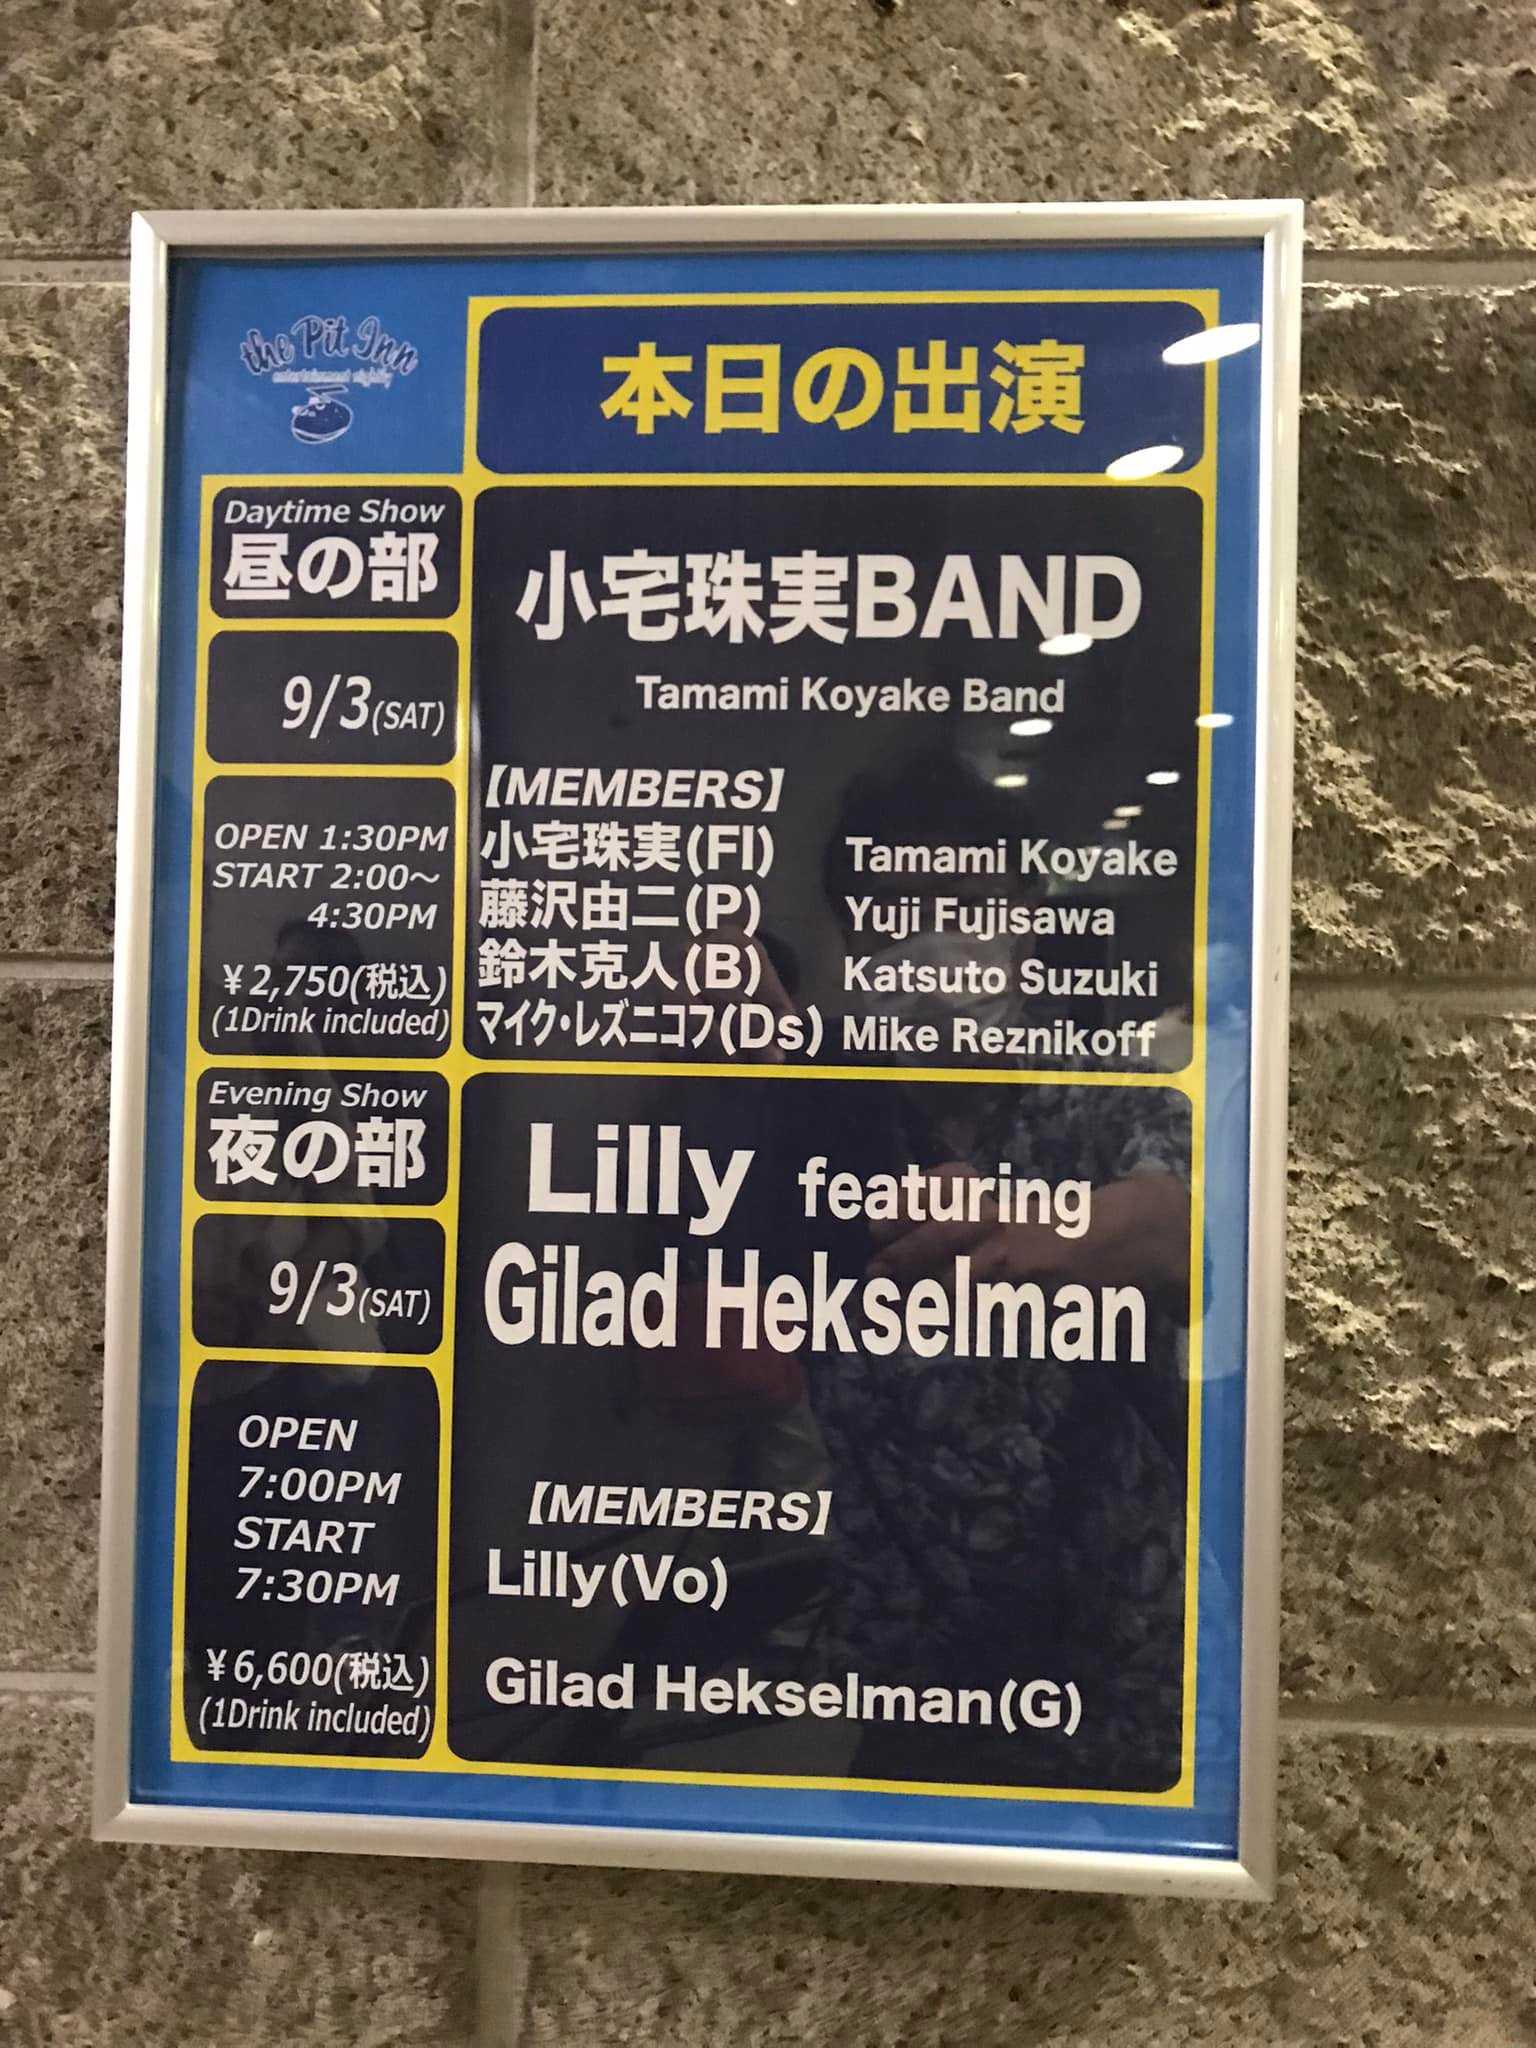 the Pit Inn
entertainment nightly
本日の出演
Daytime Show
昼の部
9/3(SAT)
OPEN 1:30PM
START 2:00～
4:30PM
￥2,750(税込)
(1Drink included)
小宅珠実BAND
Tamami Koyake Band
【MEMBERS】
小宅珠実(Fl) Tamami Koyake
藤沢由二(P) Yuji Fujisawa
鈴木克人(B) Katsuto Suzuki
マイク・レズニコフ(Ds) Mike Reznikoff
Evening Show
夜の部
9/3(SAT)
OPEN
7:00PM
START
7:30PM
￥6,600(税込)
(1Drink included)
Lilly featuring
Gilad Hekselman
【MEMBERS】
Lilly(Vo)
Gilad Hekselman(G)